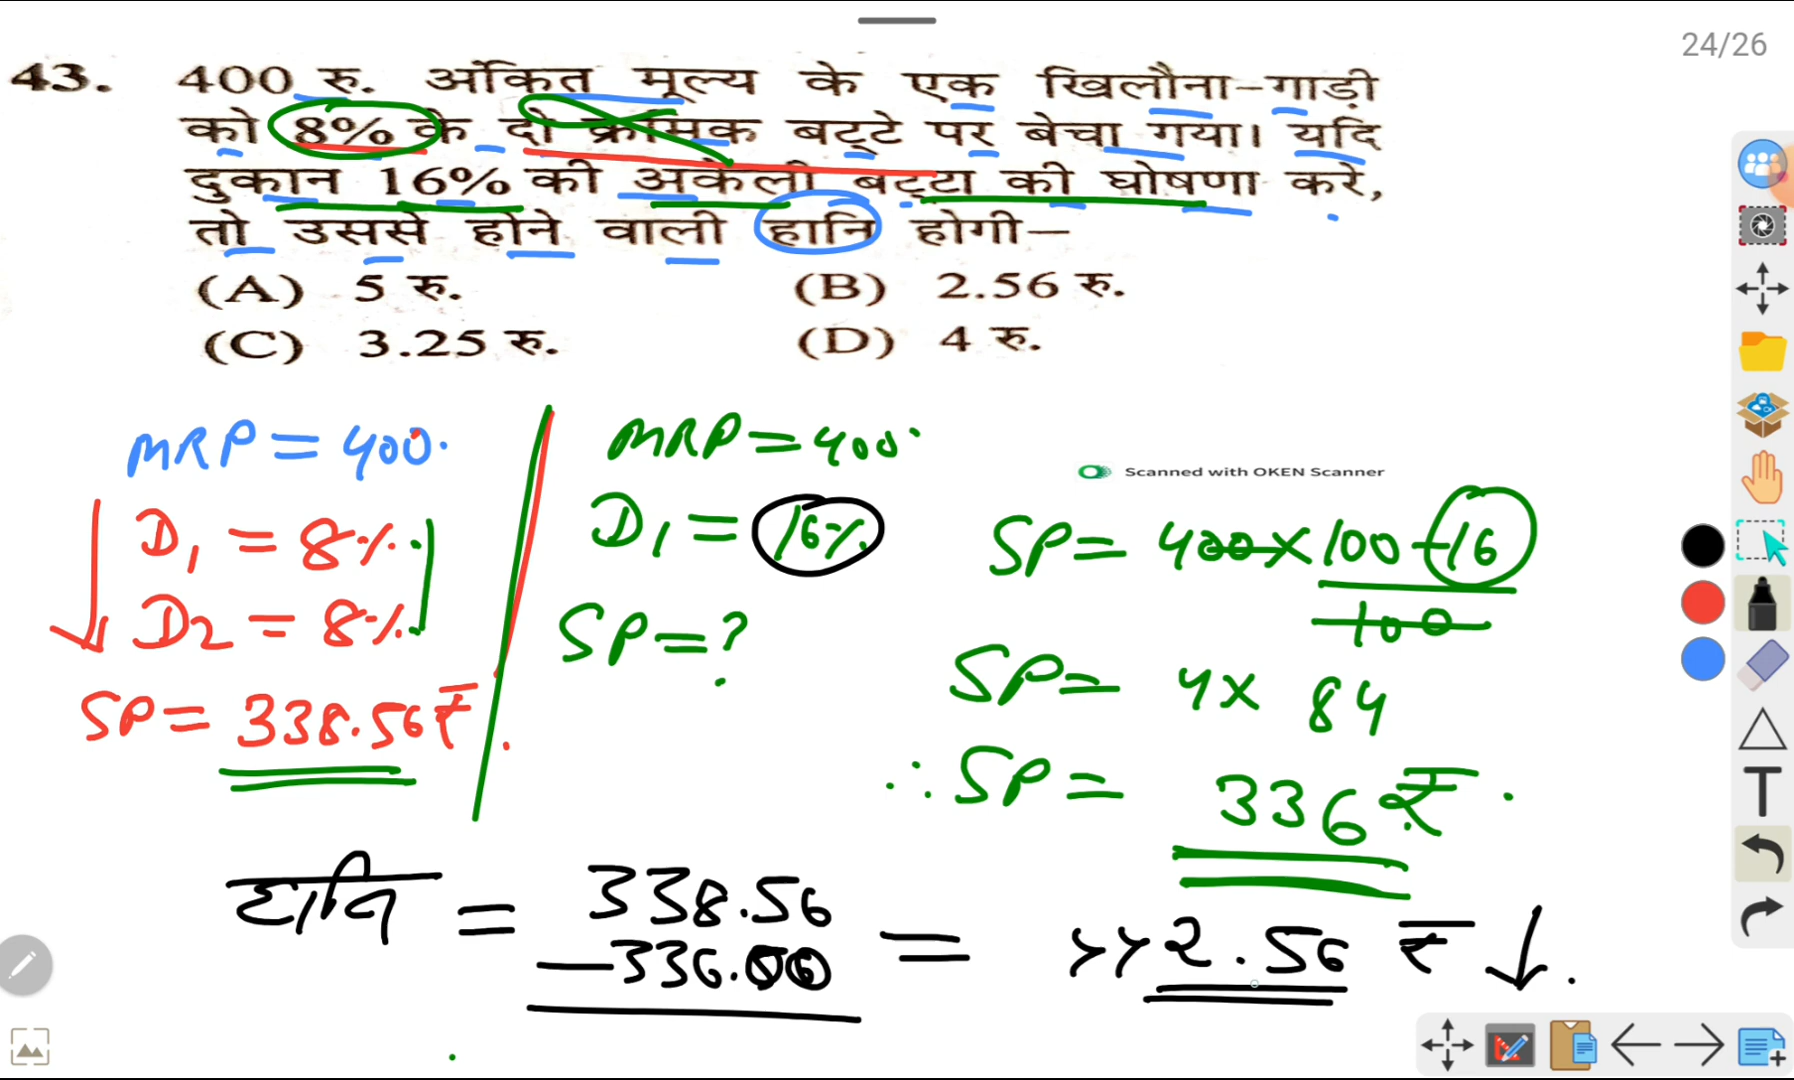 24/26
43. 400 रु. अंकित मूल्य के एक खिलौना-गाड़ी
को 8% के दो क्रमिक बट्टे पर बेचा गया। यदि
दुकान 16% की अकेली बट्टा की घोषणा करे,
तो उससे होने वाली हानि होगी—
(A) 5 रु. (B) 2.56 रु.
(C) 3.25 रु. (D) 4 रु.
MRP = 400.
D1 = 8%.
D2 = 8%.
SP = 338.56₹.
MRP = 400.
D1 = 16%.
SP = ?
Scanned with OKEN Scanner
SP = 400 × 100 - 16
100
SP = 4 × 84
∴ SP = 336 ₹.
हानि = 338.56 = >> 2.56 ₹ ↓.
- 336.00